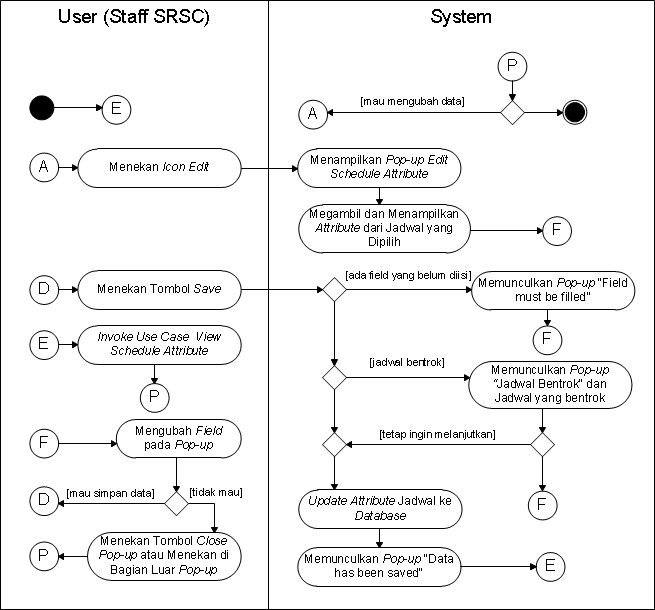 User (Staff SRSC)
System
P
E
[mau mengubah data]
A
A
Menekan Icon Edit
Menampilkan Pop-up Edit
Schedule Attribute
Megambil dan Menampilkan
Attribute dari Jadwal yang
Dipilih
F
D
Menekan Tombol Save
[ada field yang belum diisi]
Memunculkan Pop-up "Field
must be filled"
F
E
Invoke Use Case View
Schedule Attribute
P
[jadwal bentrok]
Memunculkan Pop-up
"Jadwal Bentrok" dan
Jadwal yang bentrok
F
Mengubah Field
pada Pop-up
[tetap ingin melanjutkan]
D
[mau simpan data]
[tidak mau]
F
Update Attribute Jadwal ke
Database
P
Menekan Tombol Close
Pop-up atau Menekan di
Bagian Luar Pop-up
Memunculkan Pop-up "Data
has been saved"
E